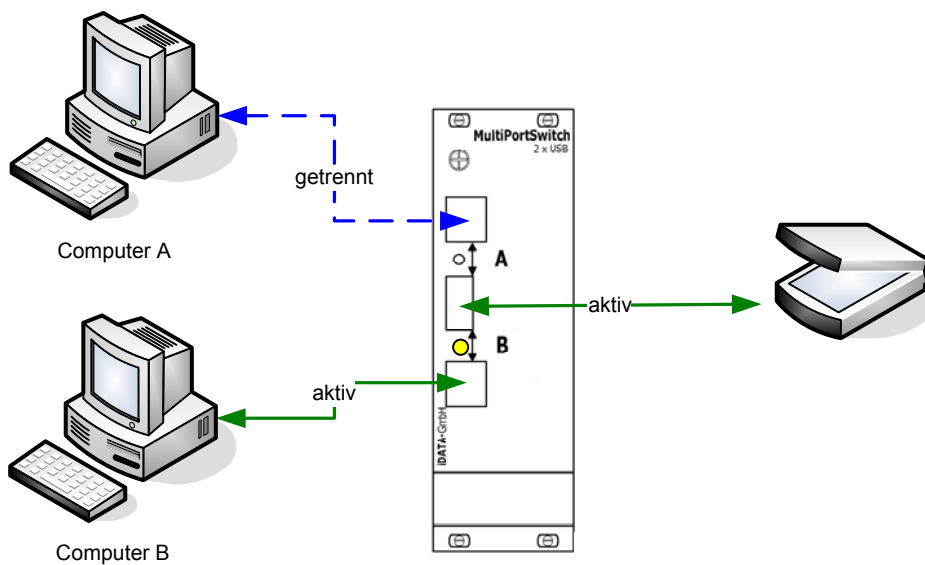 MultiPortSwitch
2 x USB
getrennt
Computer A
A
aktiv
B
aktiv
iDATA-GmbH
Computer B